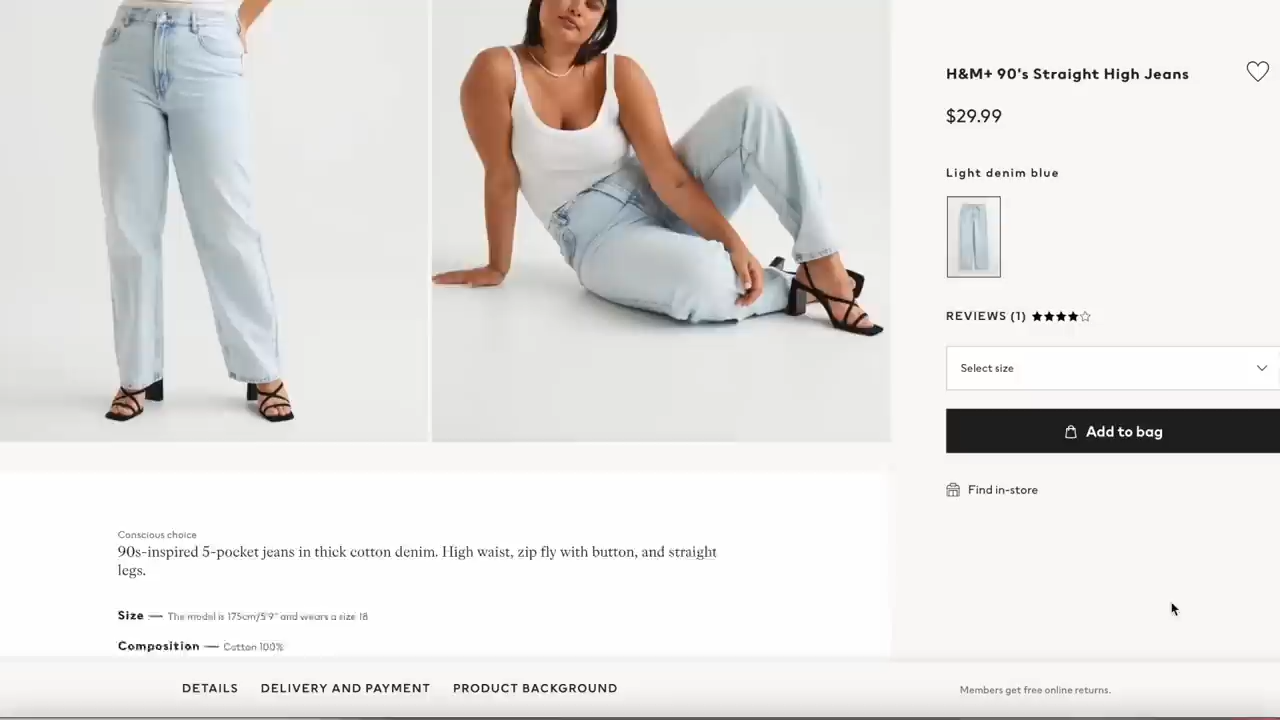 H&M+ 90's Straight High Jeans
$29.99
Light denim blue
REVIEWS (1)
Select size
Add to bag
Find in-store
Conscious choice
90s-inspired 5-pocket jeans in thick cotton denim. High waist, zip fly with button, and straight
legs.
Size — The model is 175cm/5'9" and wears a size 18
Composition — Cotton 100%
DETAILS DELIVERY AND PAYMENT PRODUCT BACKGROUND
Members get free online returns.